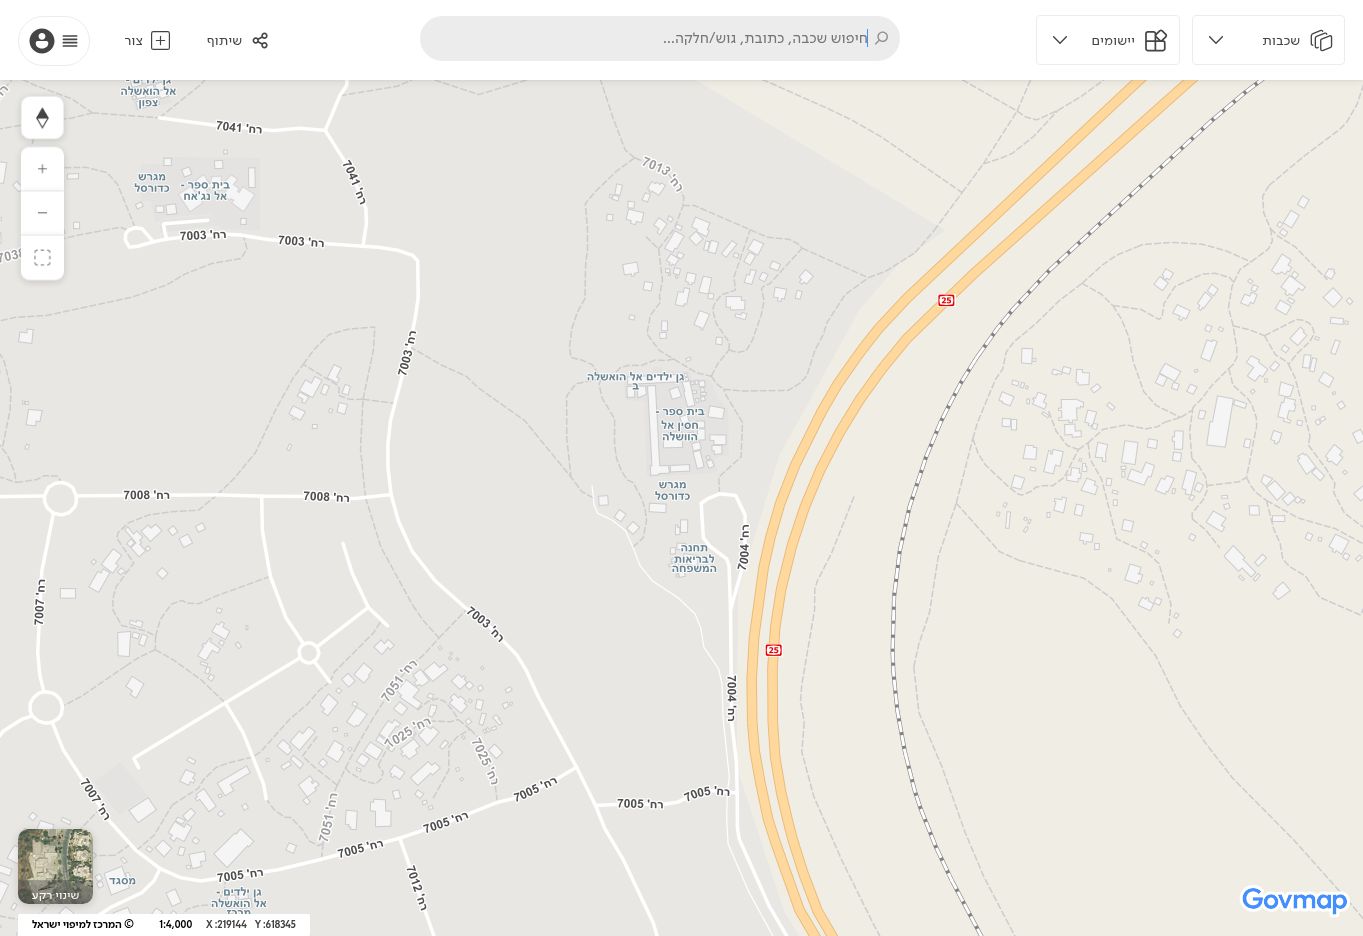 שכבות
יישומים
חיפוש שכבה, כתובת, גוש/חלקה...
שיתוף
צור
גן ילדים -
אל הואשלה
צפון
רח' 7041
רח' 7041
רח' 7013
מגרש
כדורסל
בית ספר -
אל נג'אח
רח' 7003
רח' 7003
7038
25
רח' 7003
גן ילדים אל הואשלה
ב
בית ספר -
חסין אל
הוושלה
מגרש
כדורסל
רח' 7008
רח' 7008
רח' 7004
תחנה
לבריאות
המשפחה
רח' 7007
רח' 7003
25
רח' 7051
רח' 7004
רח' 7025
רח' 7025
רח' 7007
רח' 7005
רח' 7005
רח' 7005
רח' 7051
רח' 7005
רח' 7005
רח' 7005
רח' 7012
מסגד
גן ילדים -
אל הואשלה
מרכז
שינוי רקע
Govmap
© המרכז למיפוי ישראל
1:4,000
X :219144
Y :618345